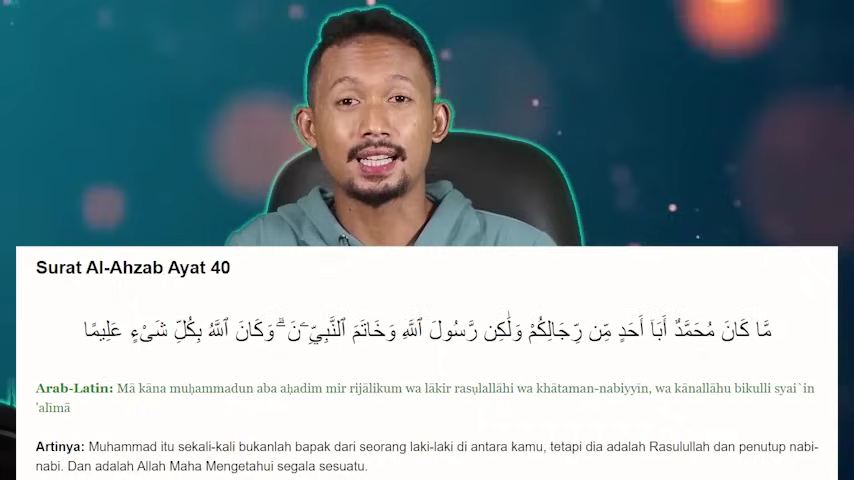 Surat Al-Ahzab Ayat 40
مَّا كَانَ مُحَمَّدٌ أَبَآ أَحَدٍ مِّن رِّجَالِكُمْ وَلَٰكِن رَّسُولَ ٱللَّهِ وَخَاتَمَ ٱلنَّبِيِّۦنَ ۗ وَكَانَ ٱللَّهُ بِكُلِّ شَىْءٍ عَلِيمًا
Arab-Latin: Mā kāna muḥammadun aba aḥadim mir rijālikum wa lākir rasụlallāhi wa khātaman-nabiyyīn, wa kānallāhu bikulli syai`in
'alīmā
Artinya: Muhammad itu sekali-kali bukanlah bapak dari seorang laki-laki di antara kamu, tetapi dia adalah Rasulullah dan penutup nabi-
nabi. Dan adalah Allah Maha Mengetahui segala sesuatu.